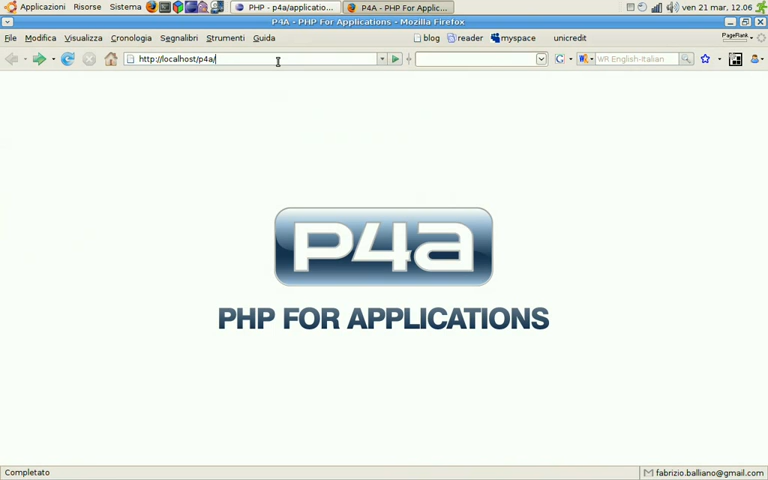 Applicazioni Risorse Sistema PHP - p4a/applicatio... P4A - PHP For Applic... ven 21 mar, 12.06
P4A - PHP For Applications - Mozilla Firefox
File Modifica Visualizza Cronologia Segnalibri Strumenti Guida blog reader myspace unicredit PageRank
http://localhost/p4a/ G W WR English-Italian
P4A
PHP FOR APPLICATIONS
Completato fabrizio.balliano@gmail.com